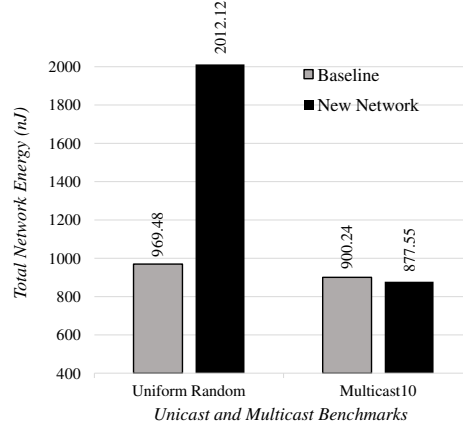 2012.12
2000
1800
1600
1400
1200
1000
800
600
400
Total Network Energy (nJ)
Baseline
New Network
969.48
900.24
877.55
Uniform Random
Multicast10
Unicast and Multicast Benchmarks